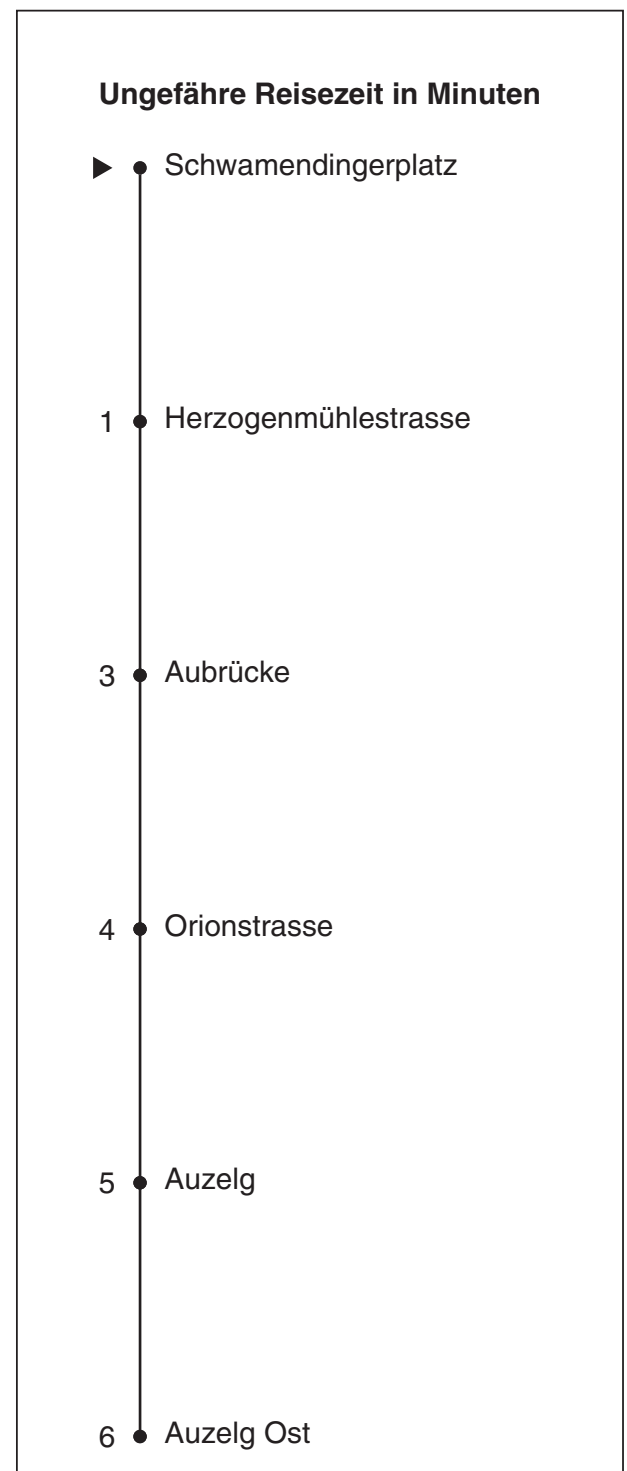 Ungefähre Reisezeit in Minuten
Schwamendingerplatz
1 Herzogenmühlestrasse
3 Aubrücke
4 Orionstrasse
5 Auzelg
6 Auzelg Ost